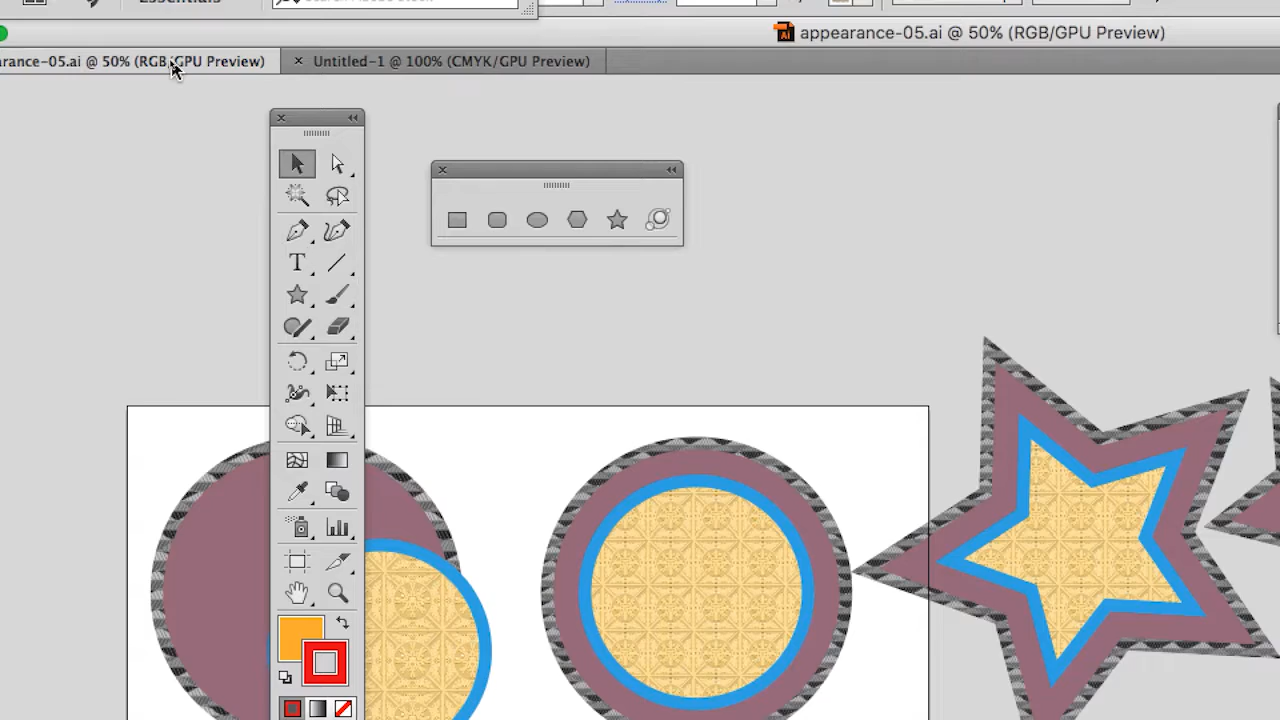 Essentials
appearance-05.ai @ 50% (RGB/GPU Preview)
arance-05.ai @ 50% (RGB/GPU Preview)
Untitled-1 @ 100% (CMYK/GPU Preview)